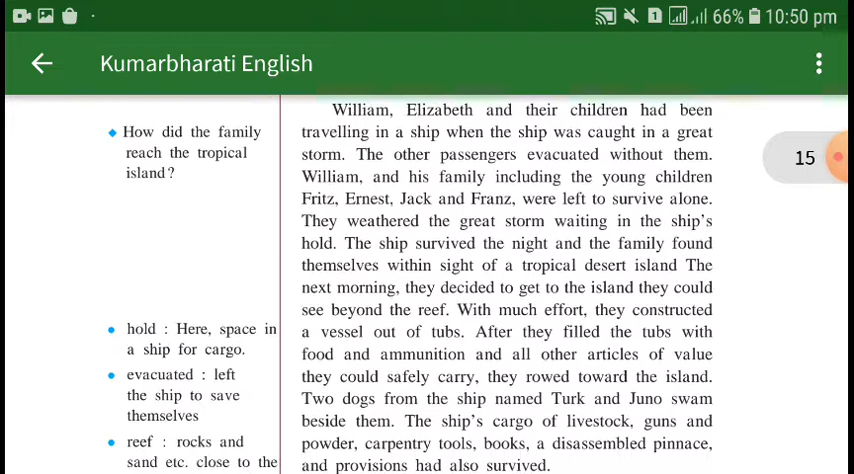 1 66% 10:50 pm
Kumarbharati English
How did the family
reach the tropical
island?
hold : Here, space in
a ship for cargo.
evacuated : left
the ship to save
themselves
reef : rocks and
sand etc. close to the
William, Elizabeth and their children had been
travelling in a ship when the ship was caught in a great
storm. The other passengers evacuated without them.
William, and his family including the young children
Fritz, Ernest, Jack and Franz, were left to survive alone.
They weathered the great storm waiting in the ship's
hold. The ship survived the night and the family found
themselves within sight of a tropical desert island The
next morning, they decided to get to the island they could
see beyond the reef. With much effort, they constructed
a vessel out of tubs. After they filled the tubs with
food and ammunition and all other articles of value
they could safely carry, they rowed toward the island.
Two dogs from the ship named Turk and Juno swam
beside them. The ship's cargo of livestock, guns and
powder, carpentry tools, books, a disassembled pinnace,
and provisions had also survived.
15